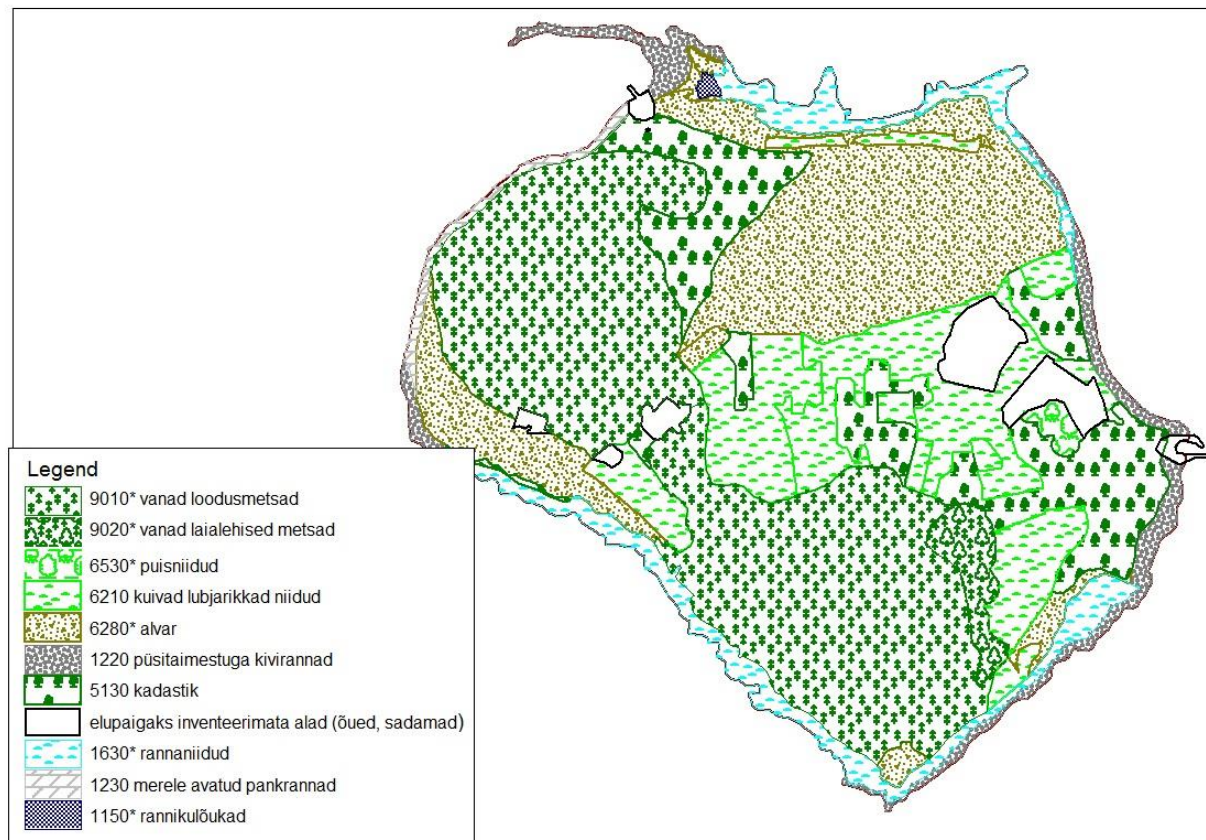 Legend
9010* vanad loodusmetsad
9020* vanad laialehised metsad
6530* puisniidud
6210 kuivad lubjarikkad niidud
6280* alvar
1220 püsitaimestuga kivirannad
5130 kadastik
elupaigaks inventeerimata alad (õued, sadamad)
1630* rannaniidud
1230 merele avatud pankrannad
1150* rannikulõukad